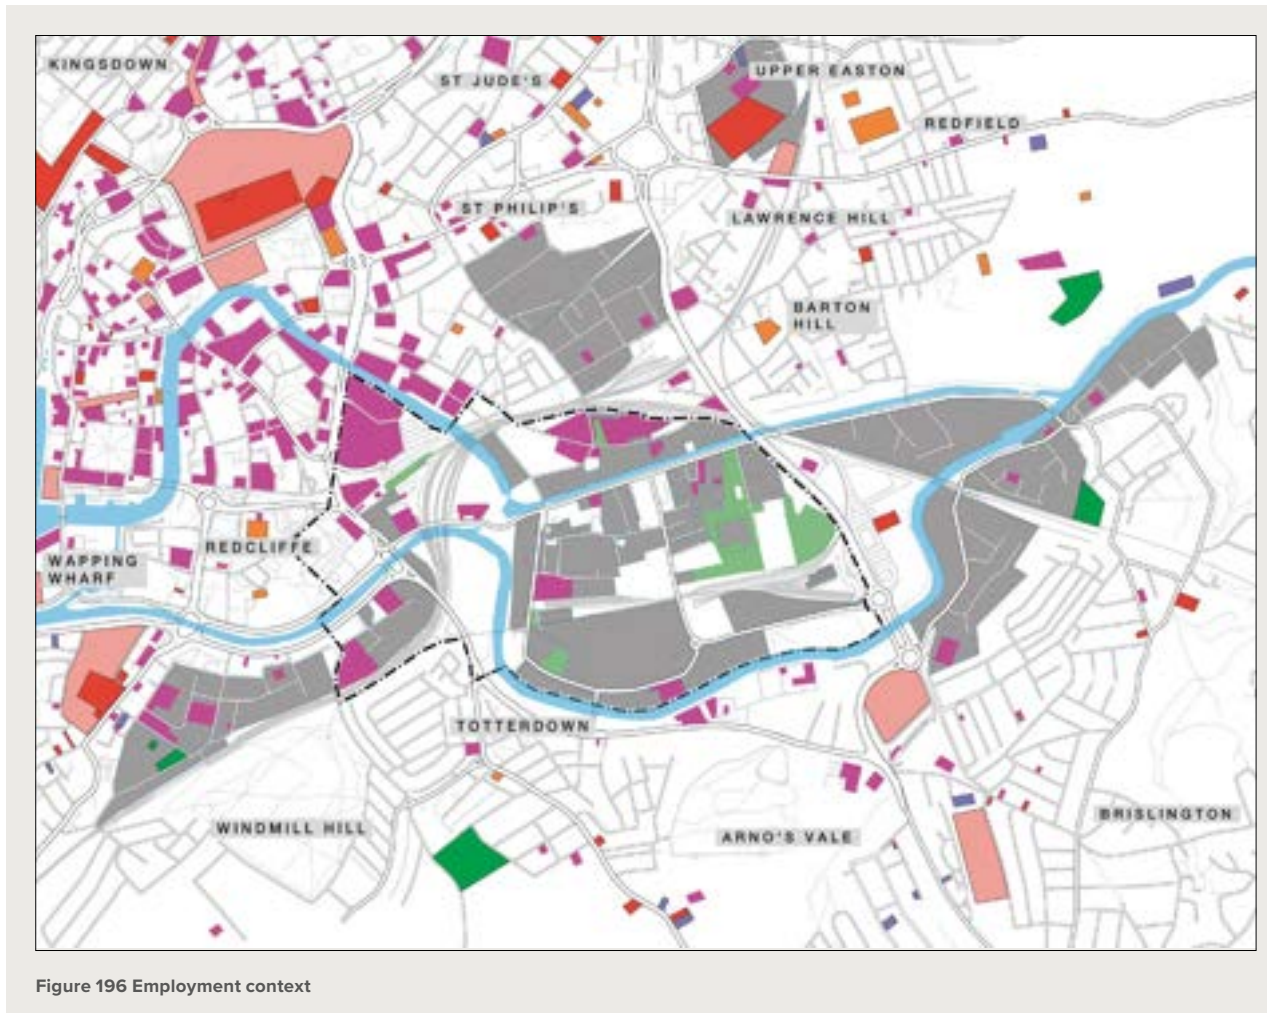 KINGSDOWN
ST JUDE'S
UPPER EASTON
REDFIELD
ST PHILIP'S
LAWRENCE HILL
BARTON
HILL
REDCLIFFE
WAPPING
WHARF
TOTTERDOWN
WINDMILL HILL
ARNO'S VALE
BRISLINGTON
Figure 196 Employment context